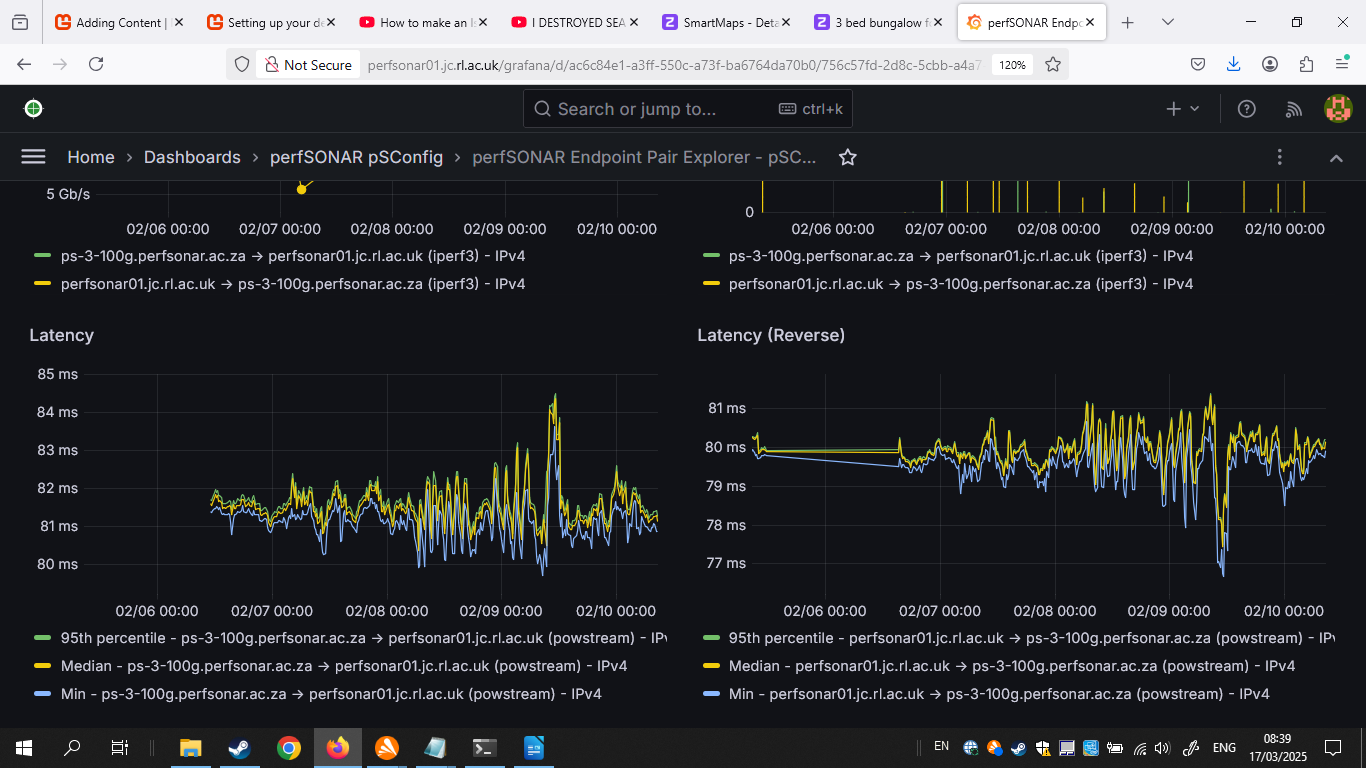 Adding Content |
Setting up your de
How to make an Is
I DESTROYED SEA
SmartMaps - Deta
3 bed bungalow fo
perfSONAR Endpo
Not Secure
perfsonar01.jc.rl.ac.uk/grafana/d/ac6c84e1-a3ff-550c-a73f-ba6764da70b0/756c57fd-2d8c-5cbb-a4a7
120%
Search or jump to...
ctrl+k
Home › Dashboards › perfSONAR pSConfig › perfSONAR Endpoint Pair Explorer - pSC...
5 Gb/s
02/06 00:00 02/07 00:00 02/08 00:00 02/09 00:00 02/10 00:00
ps-3-100g.perfsonar.ac.za → perfsonar01.jc.rl.ac.uk (iperf3) - IPv4
perfsonar01.jc.rl.ac.uk → ps-3-100g.perfsonar.ac.za (iperf3) - IPv4
0
02/06 00:00 02/07 00:00 02/08 00:00 02/09 00:00 02/10 00:00
ps-3-100g.perfsonar.ac.za → perfsonar01.jc.rl.ac.uk (iperf3) - IPv4
perfsonar01.jc.rl.ac.uk → ps-3-100g.perfsonar.ac.za (iperf3) - IPv4
Latency
85 ms
84 ms
83 ms
82 ms
81 ms
80 ms
02/06 00:00 02/07 00:00 02/08 00:00 02/09 00:00 02/10 00:00
95th percentile - ps-3-100g.perfsonar.ac.za → perfsonar01.jc.rl.ac.uk (powstream) - IPv
Median - ps-3-100g.perfsonar.ac.za → perfsonar01.jc.rl.ac.uk (powstream) - IPv4
Min - ps-3-100g.perfsonar.ac.za → perfsonar01.jc.rl.ac.uk (powstream) - IPv4
Latency (Reverse)
81 ms
80 ms
79 ms
78 ms
77 ms
02/06 00:00 02/07 00:00 02/08 00:00 02/09 00:00 02/10 00:00
95th percentile - perfsonar01.jc.rl.ac.uk → ps-3-100g.perfsonar.ac.za (powstream) - IPv
Median - perfsonar01.jc.rl.ac.uk → ps-3-100g.perfsonar.ac.za (powstream) - IPv4
Min - perfsonar01.jc.rl.ac.uk → ps-3-100g.perfsonar.ac.za (powstream) - IPv4
EN
ENG
08:39
17/03/2025